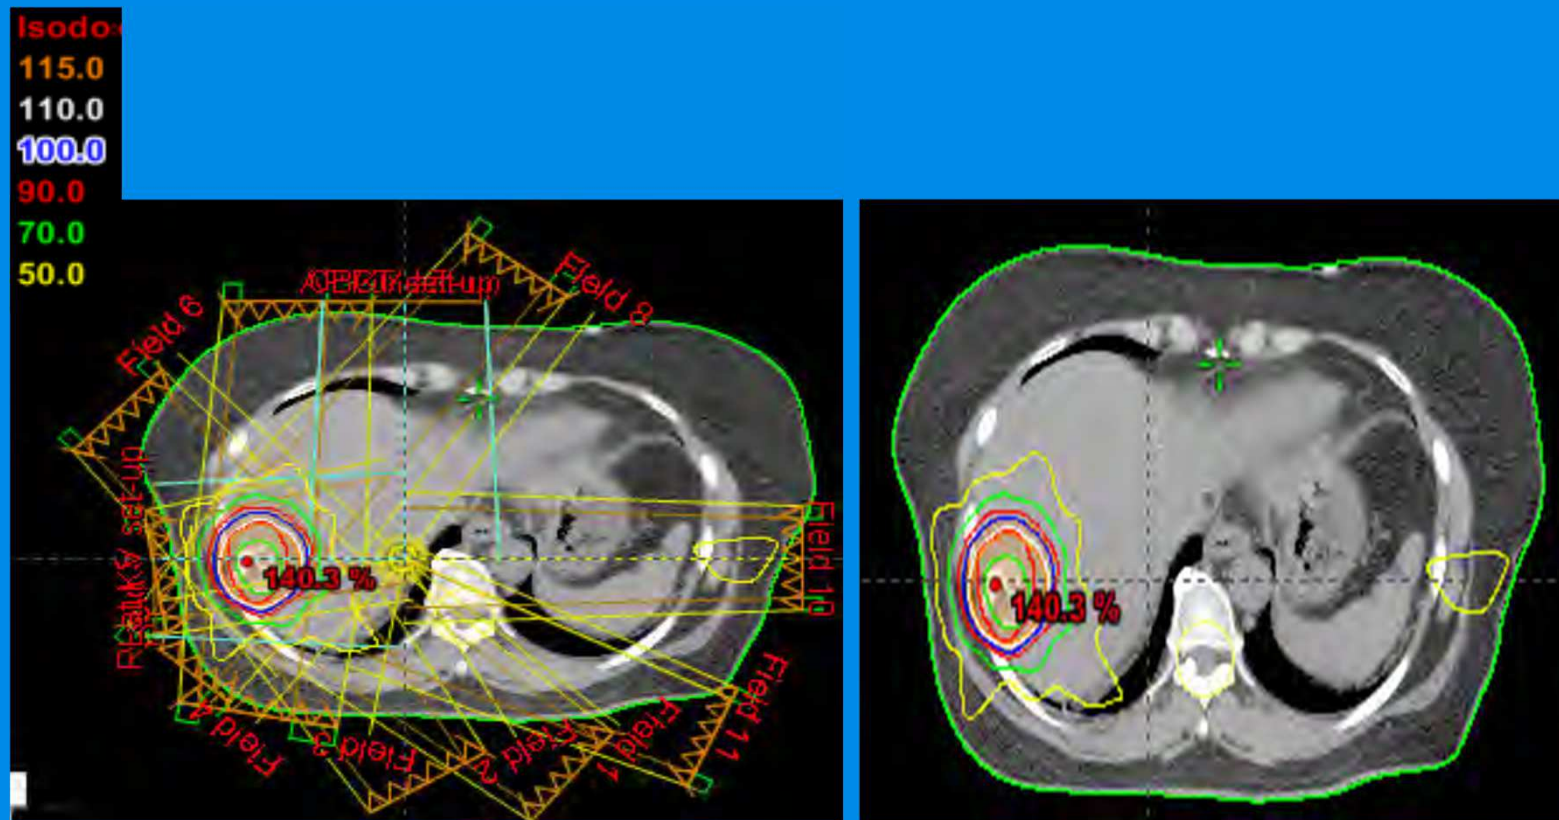 Isodo
115.0
110.0
100.0
90.0
70.0
50.0
Field 8
Field 6
set-up
Field 10
140.3 %
140.3 %
Field 11
Field 4
Field 3
Field 2
Field 1